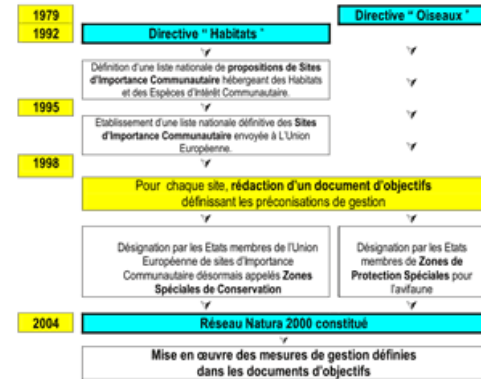 1979
Directive " Oiseaux "
1992
Directive " Habitats "
Définition d'une liste nationale de propositions de Sites
d'Importance Communautaire hébergeant des Habitats
et des Espèces d'Intérêt Communautaire.
1995
Etablissement d'une liste nationale définitive des Sites
d'Importance Communautaire envoyée à L'Union
Européenne.
1998
Pour chaque site, rédaction d'un document d'objectifs
définissant les préconisations de gestion
Désignation par les Etats membres de l'Union
Européenne de sites d'Importance
Communautaire désormais appelés Zones
Spéciales de Conservation
Désignation par les Etats
membres de Zones de
Protection Spéciales pour
l'avifaune
2004
Réseau Natura 2000 constitué
Mise en œuvre des mesures de gestion définies
dans les documents d'objectifs